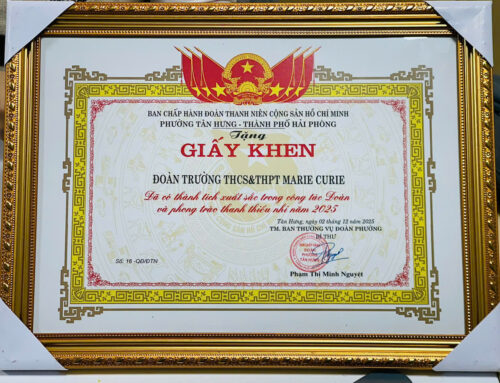 BAN CHẤP HÀNH ĐOÀN THANH NIÊN CỘNG SẢN HỒ CHÍ MINH
PHƯỜNG TÂN HƯNG - THÀNH PHỐ HẢI PHÒNG
Tặng
GIẤY KHEN
ĐOÀN TRƯỜNG THCS&THPT MARIE CURIE
Đã có thành tích xuất sắc trong công tác Đoàn
và phong trào thanh thiếu nhi năm 2025
Tân Hưng, ngày 02 tháng 12 năm 2025
TM. BAN THƯỜNG VỤ ĐOÀN PHƯỜNG
BÍ THƯ
Số: 16 -QĐ/ĐTN
Phạm Thị Minh Nguyệt